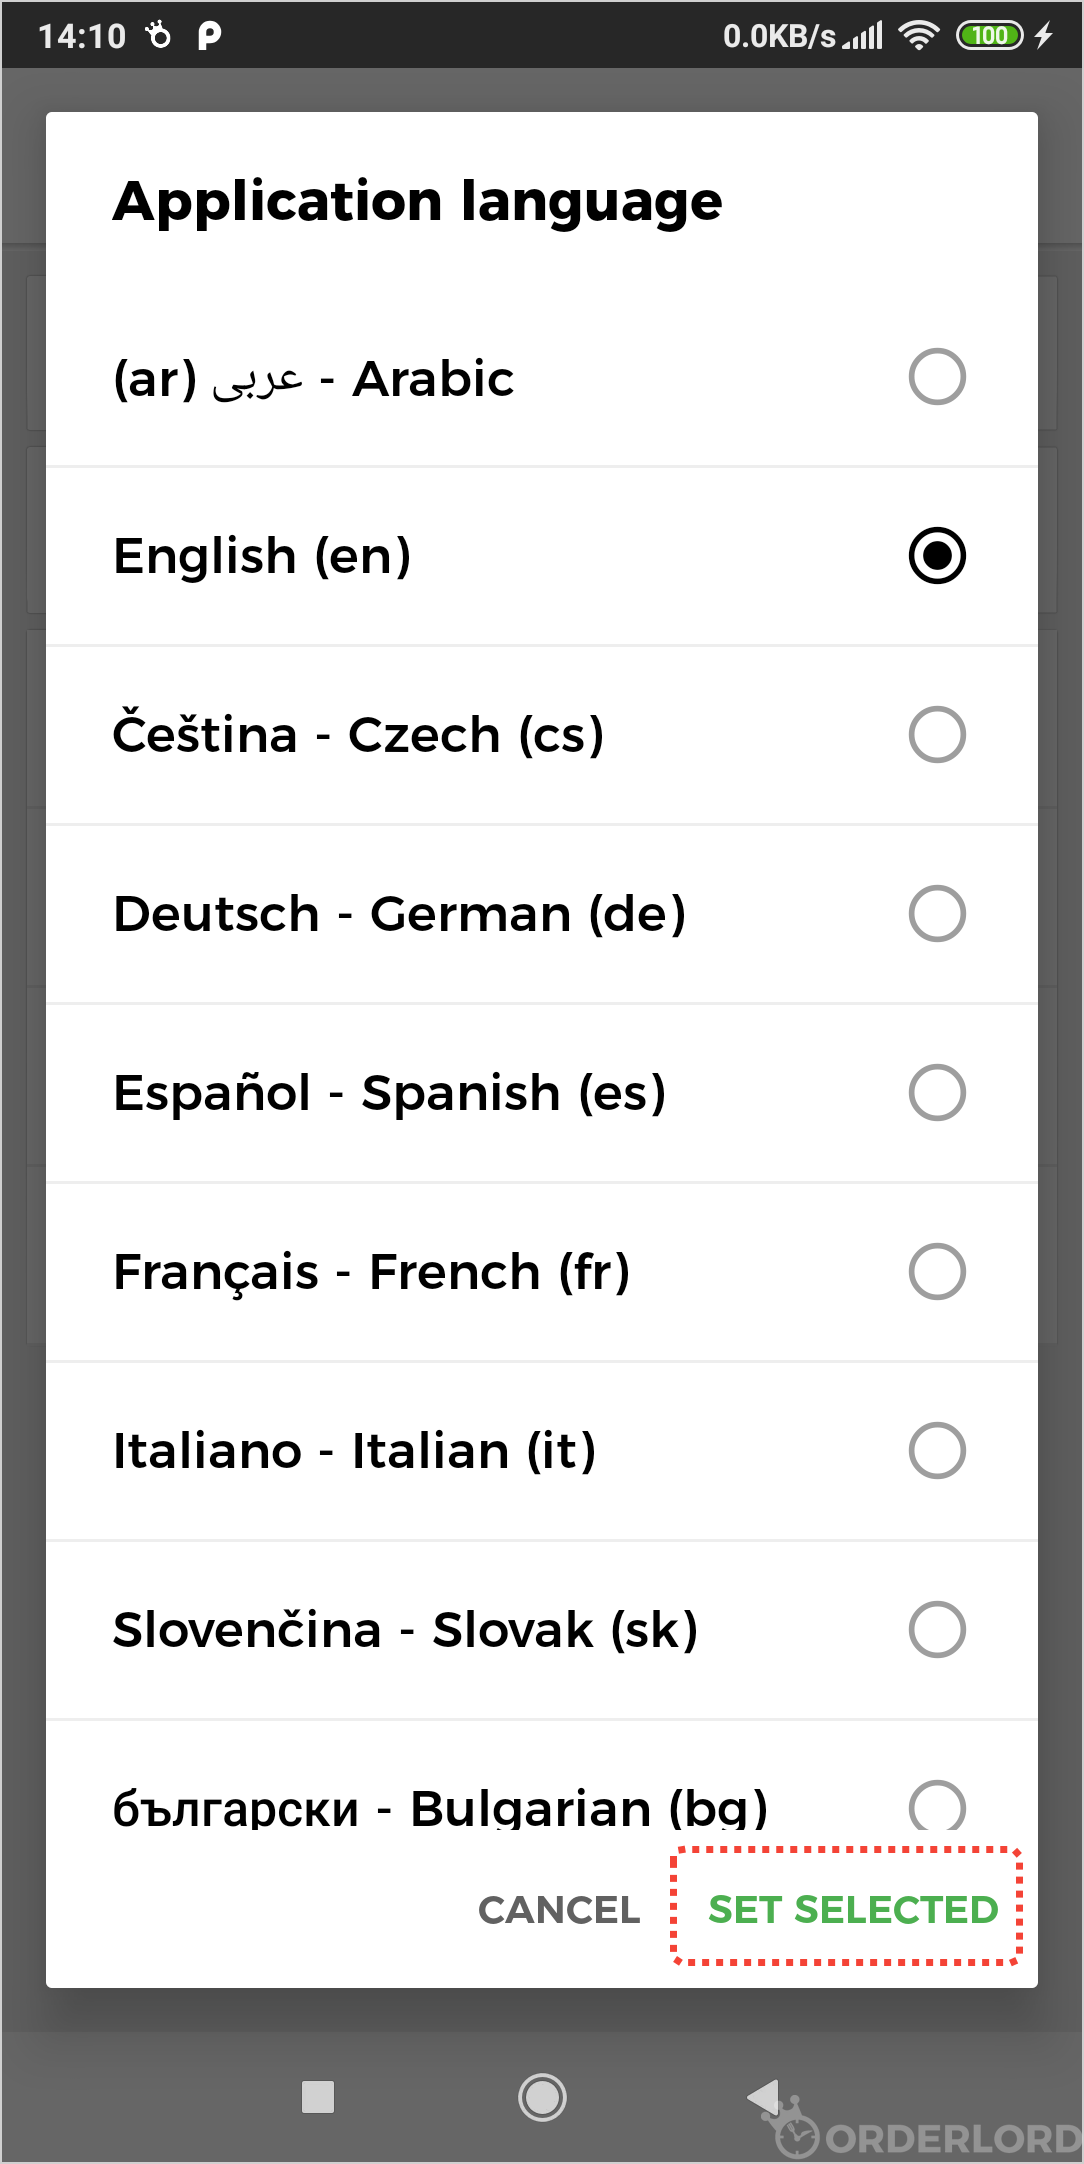 14:10 0.0KB/s 100
Application language
(ar) عربى - Arabic
English (en)
Čeština - Czech (cs)
Deutsch - German (de)
Español - Spanish (es)
Français - French (fr)
Italiano - Italian (it)
Slovenčina - Slovak (sk)
български - Bulgarian (bg)
CANCEL SET SELECTED
ORDERLORD